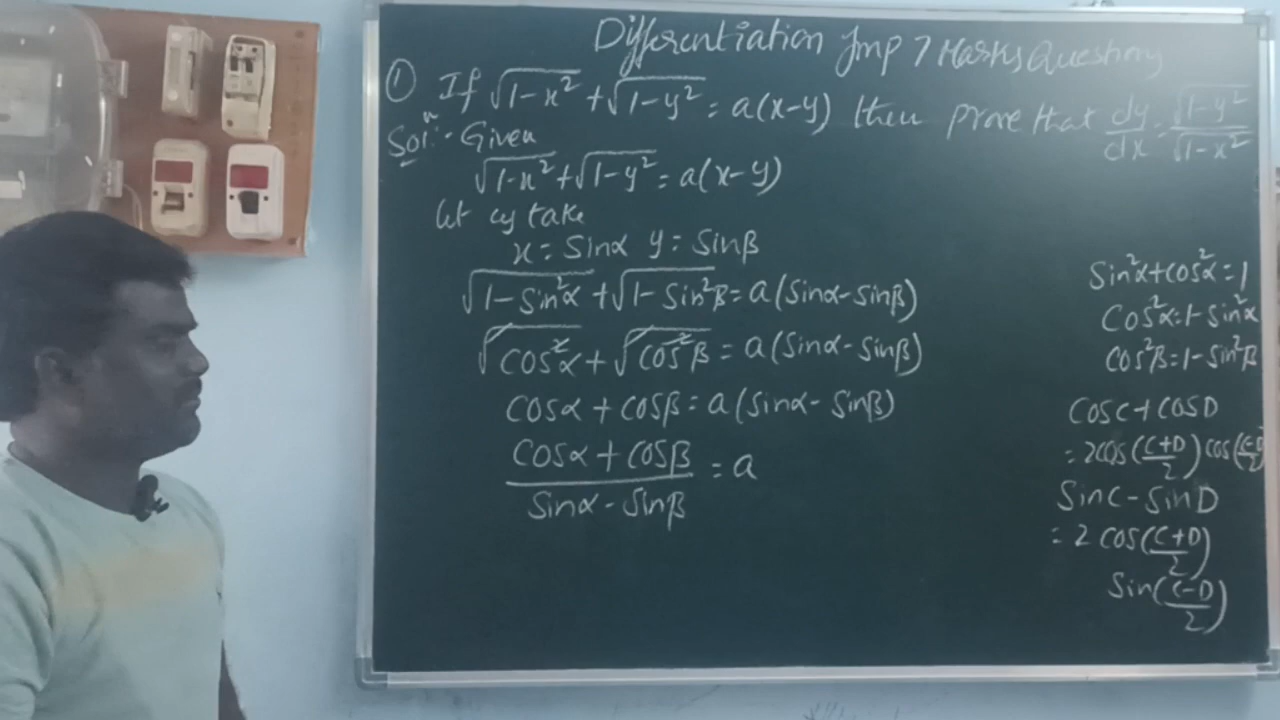 Differentiation Imp 7 Marks Questions
① If √1-x² + √1-y² = a(x-y) then prove that dy/dx = √1-y²/√1-x²
Solⁿ:- Given
√1-x² + √1-y² = a(x-y)
let us take
x = Sinα y = Sinβ
√1-Sin²α + √1-Sin²β = a(Sinα-Sinβ)
√Cos²α + √Cos²β = a(Sinα-Sinβ)
Cosα + Cosβ = a(Sinα-Sinβ)
Cosα + Cosβ / Sinα - Sinβ = a
Sin²α+Cos²α=1
Cos²α=1-Sin²α
Cos²β=1-Sin²β
CosC+CosD
= 2Cos(C+D/2) Cos(C-D/2)
SinC-SinD
= 2 Cos(C+D/2)
Sin(C-D/2)